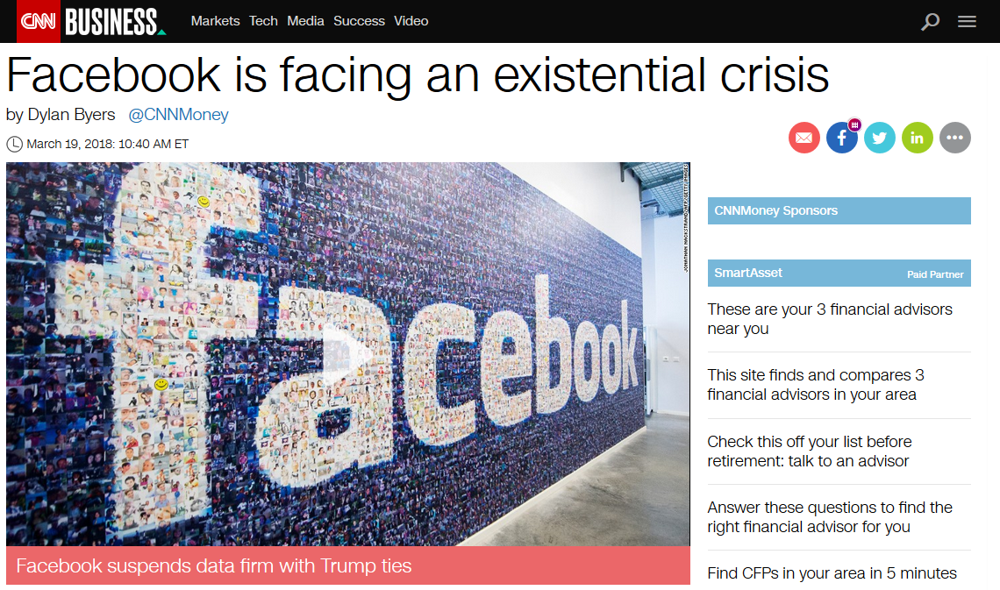 CNN BUSINESS
Markets Tech Media Success Video
Facebook is facing an existential crisis
by Dylan Byers @CNNMoney
March 19, 2018: 10:40 AM ET
facebook
JONATHAN NACKSTRAND/AFP/GETTY IMAGES
Facebook suspends data firm with Trump ties
CNNMoney Sponsors
SmartAsset Paid Partner
These are your 3 financial advisors
near you
This site finds and compares 3
financial advisors in your area
Check this off your list before
retirement: talk to an advisor
Answer these questions to find the
right financial advisor for you
Find CFPs in your area in 5 minutes